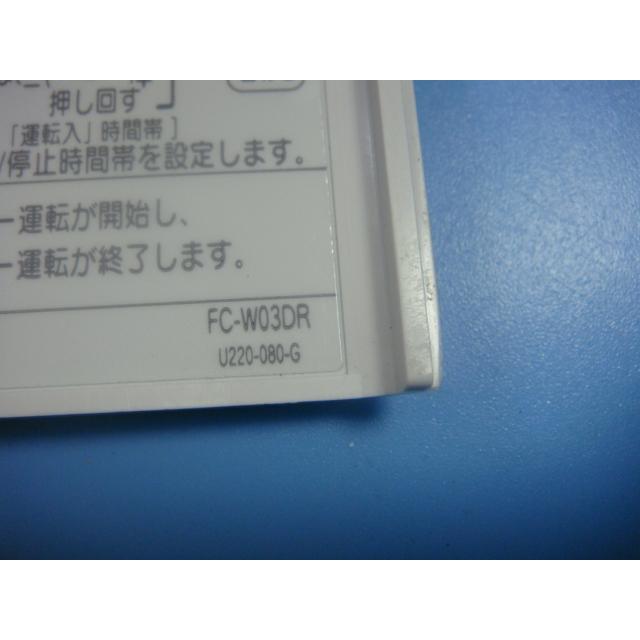 押し回す
[「運転入」時間帯]
/停止時間帯を設定します。
ー運転が開始し、
ー運転が終了します。
FC-W03DR
U220-080-G